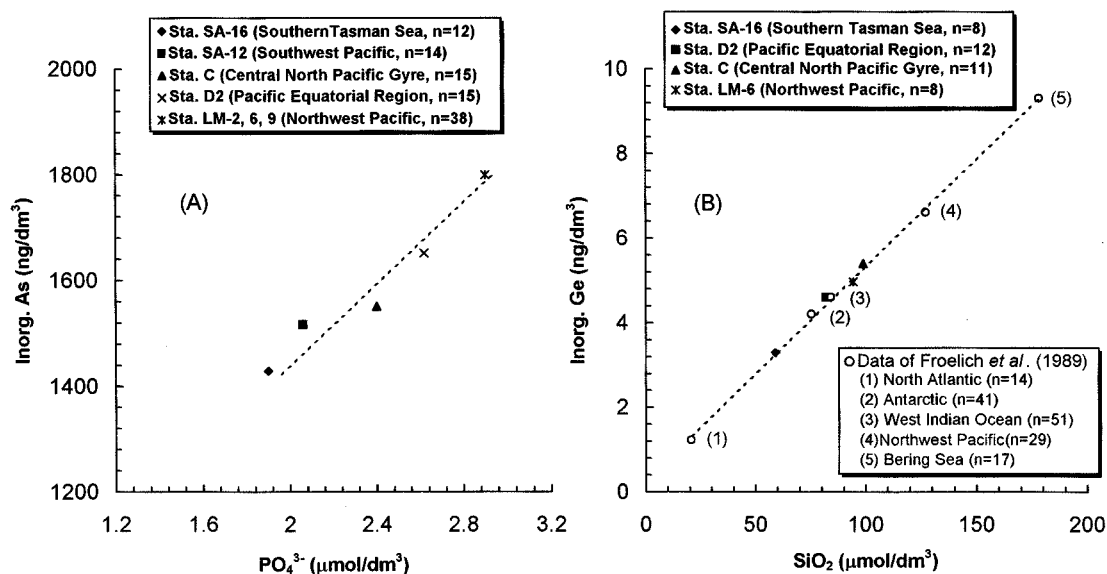 Sta. SA-16 (SouthernTasman Sea, n=12)
Sta. SA-12 (Southwest Pacific, n=14)
Sta. C (Central North Pacific Gyre, n=15)
Sta. D2 (Pacific Equatorial Region, n=15)
Sta. LM-2, 6, 9 (Northwest Pacific, n=38)
2000
1800
1600
1400
1200
Inorg. As (ng/dm³)
(A)
1.2
1.6
2
2.4
2.8
3.2
PO₄³⁻ (μmol/dm³)
Sta. SA-16 (Southern Tasman Sea, n=8)
Sta. D2 (Pacific Equatorial Region, n=12)
Sta. C (Central North Pacific Gyre, n=11)
Sta. LM-6 (Northwest Pacific, n=8)
10
8
6
4
2
0
Inorg. Ge (ng/dm³)
(B)
(5)
(4)
(3)
(2)
(1)
Data of Froelich et al. (1989)
(1) North Atlantic (n=14)
(2) Antarctic (n=41)
(3) West Indian Ocean (n=51)
(4)Northwest Pacific(n=29)
(5) Bering Sea (n=17)
0
50
100
150
200
SiO₂ (μmol/dm³)